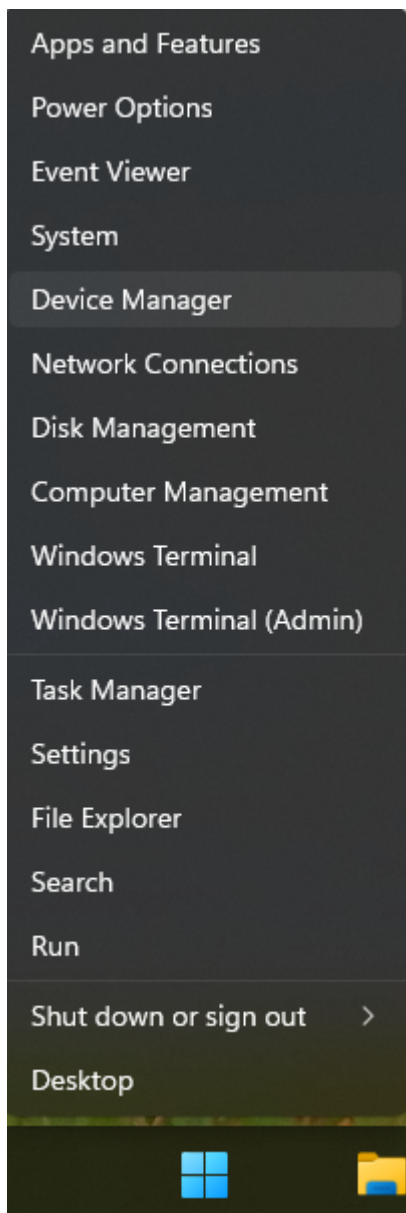 Apps and Features
Power Options
Event Viewer
System
Device Manager
Network Connections
Disk Management
Computer Management
Windows Terminal
Windows Terminal (Admin)
Task Manager
Settings
File Explorer
Search
Run
Shut down or sign out
Desktop